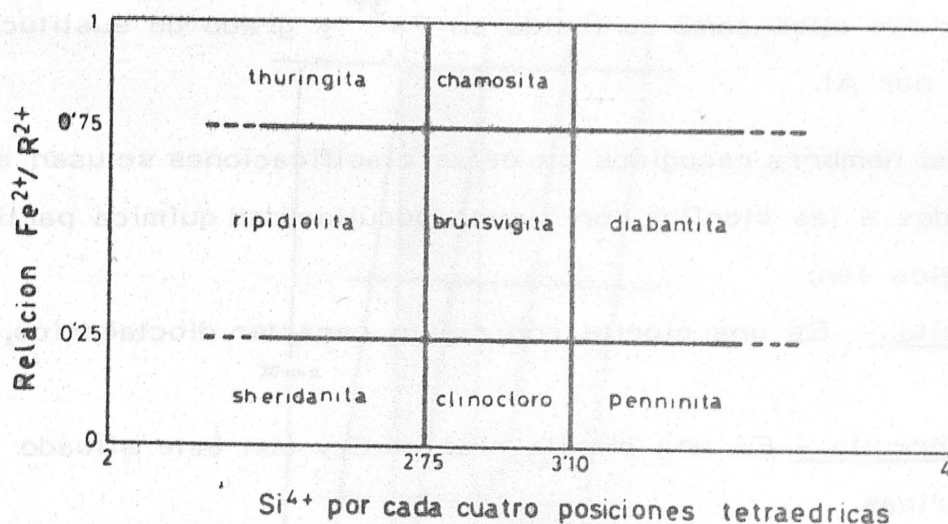 1
thuringita chamosita
0'75
ripidiolita brunsvigita diabantita
0'25
sheridanita clinocloro penninita
0
2 2'75 3'10 4
Relacion Fe2+/R2+
Si4+ por cada cuatro posiciones tetraedricas